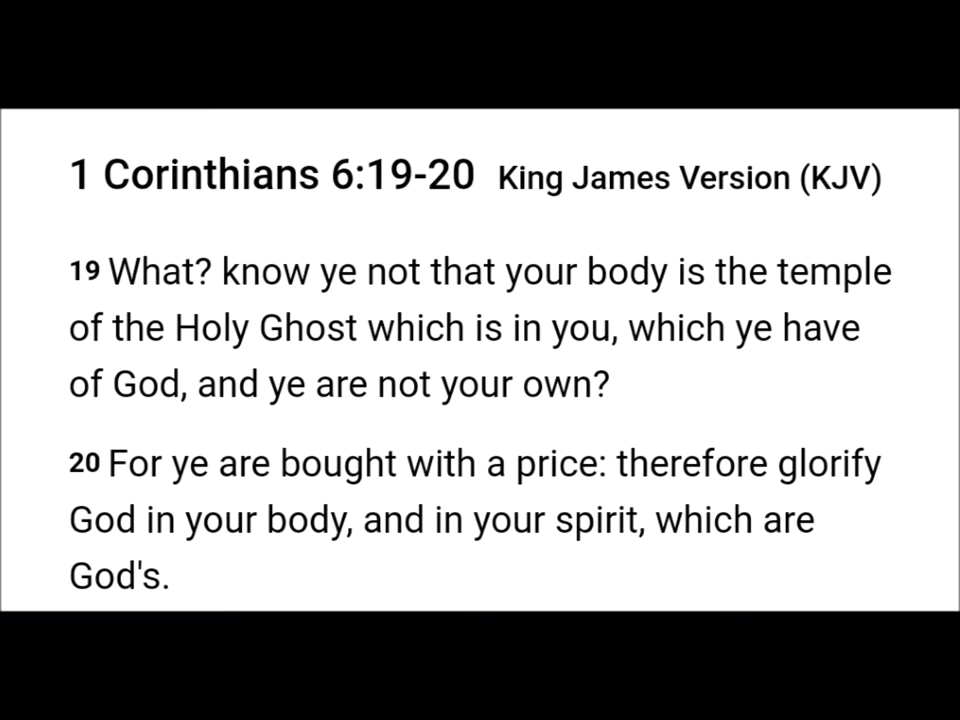 1 Corinthians 6:19-20 King James Version (KJV)
19 What? know ye not that your body is the temple
of the Holy Ghost which is in you, which ye have
of God, and ye are not your own?
20 For ye are bought with a price: therefore glorify
God in your body, and in your spirit, which are
God's.